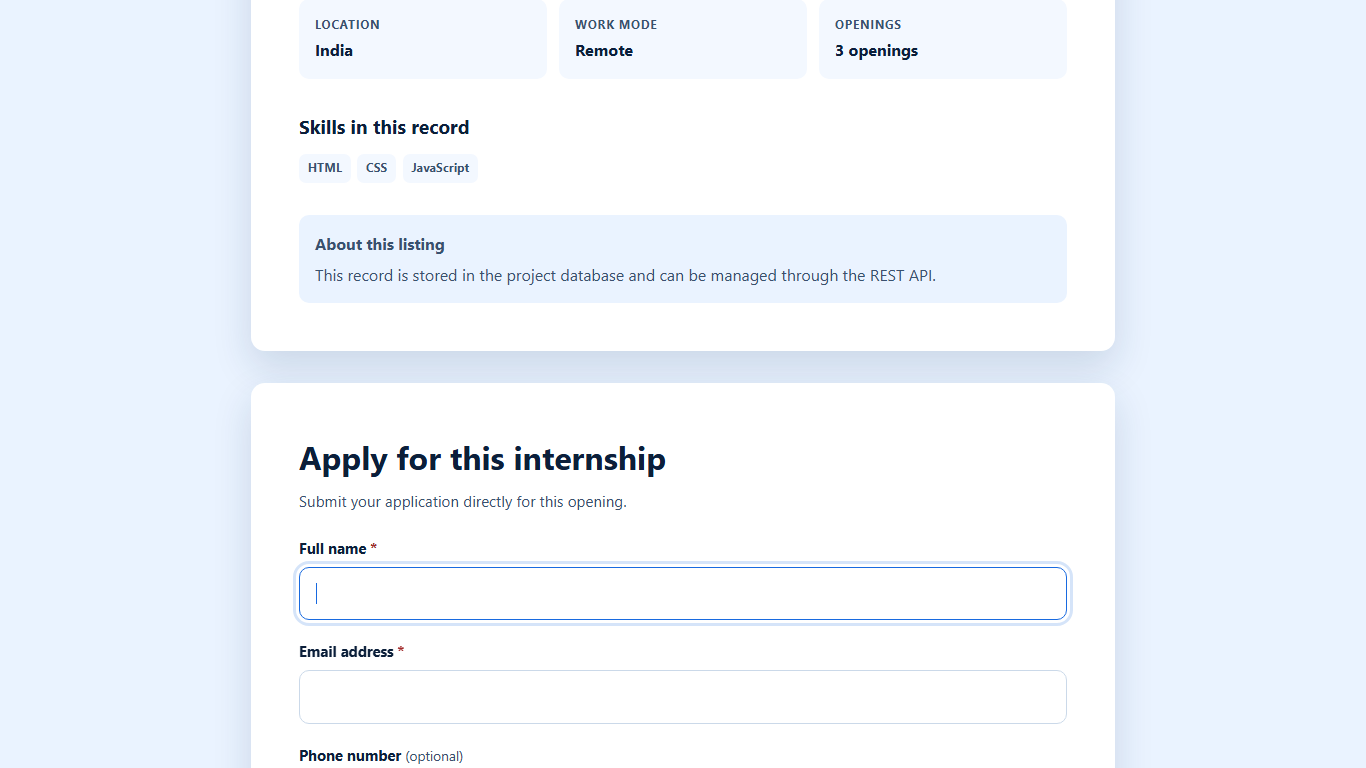 LOCATION
India
WORK MODE
Remote
OPENINGS
3 openings
Skills in this record
HTML
CSS
JavaScript
About this listing
This record is stored in the project database and can be managed through the REST API.
Apply for this internship
Submit your application directly for this opening.
Full name *
Email address *
Phone number (optional)